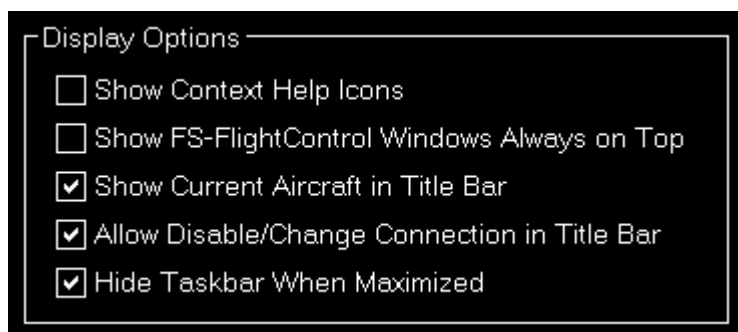 Display Options
Show Context Help Icons
Show FS-FlightControl Windows Always on Top
Show Current Aircraft in Title Bar
Allow Disable/Change Connection in Title Bar
Hide Taskbar When Maximized